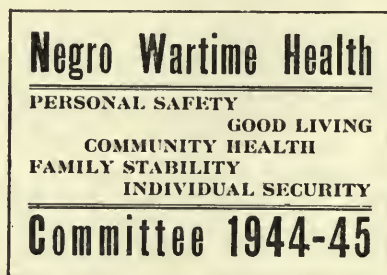 Negro Wartime Health
PERSONAL SAFETY
GOOD LIVING
COMMUNITY HEALTH
FAMILY STABILITY
INDIVIDUAL SECURITY
Committee 1944-45